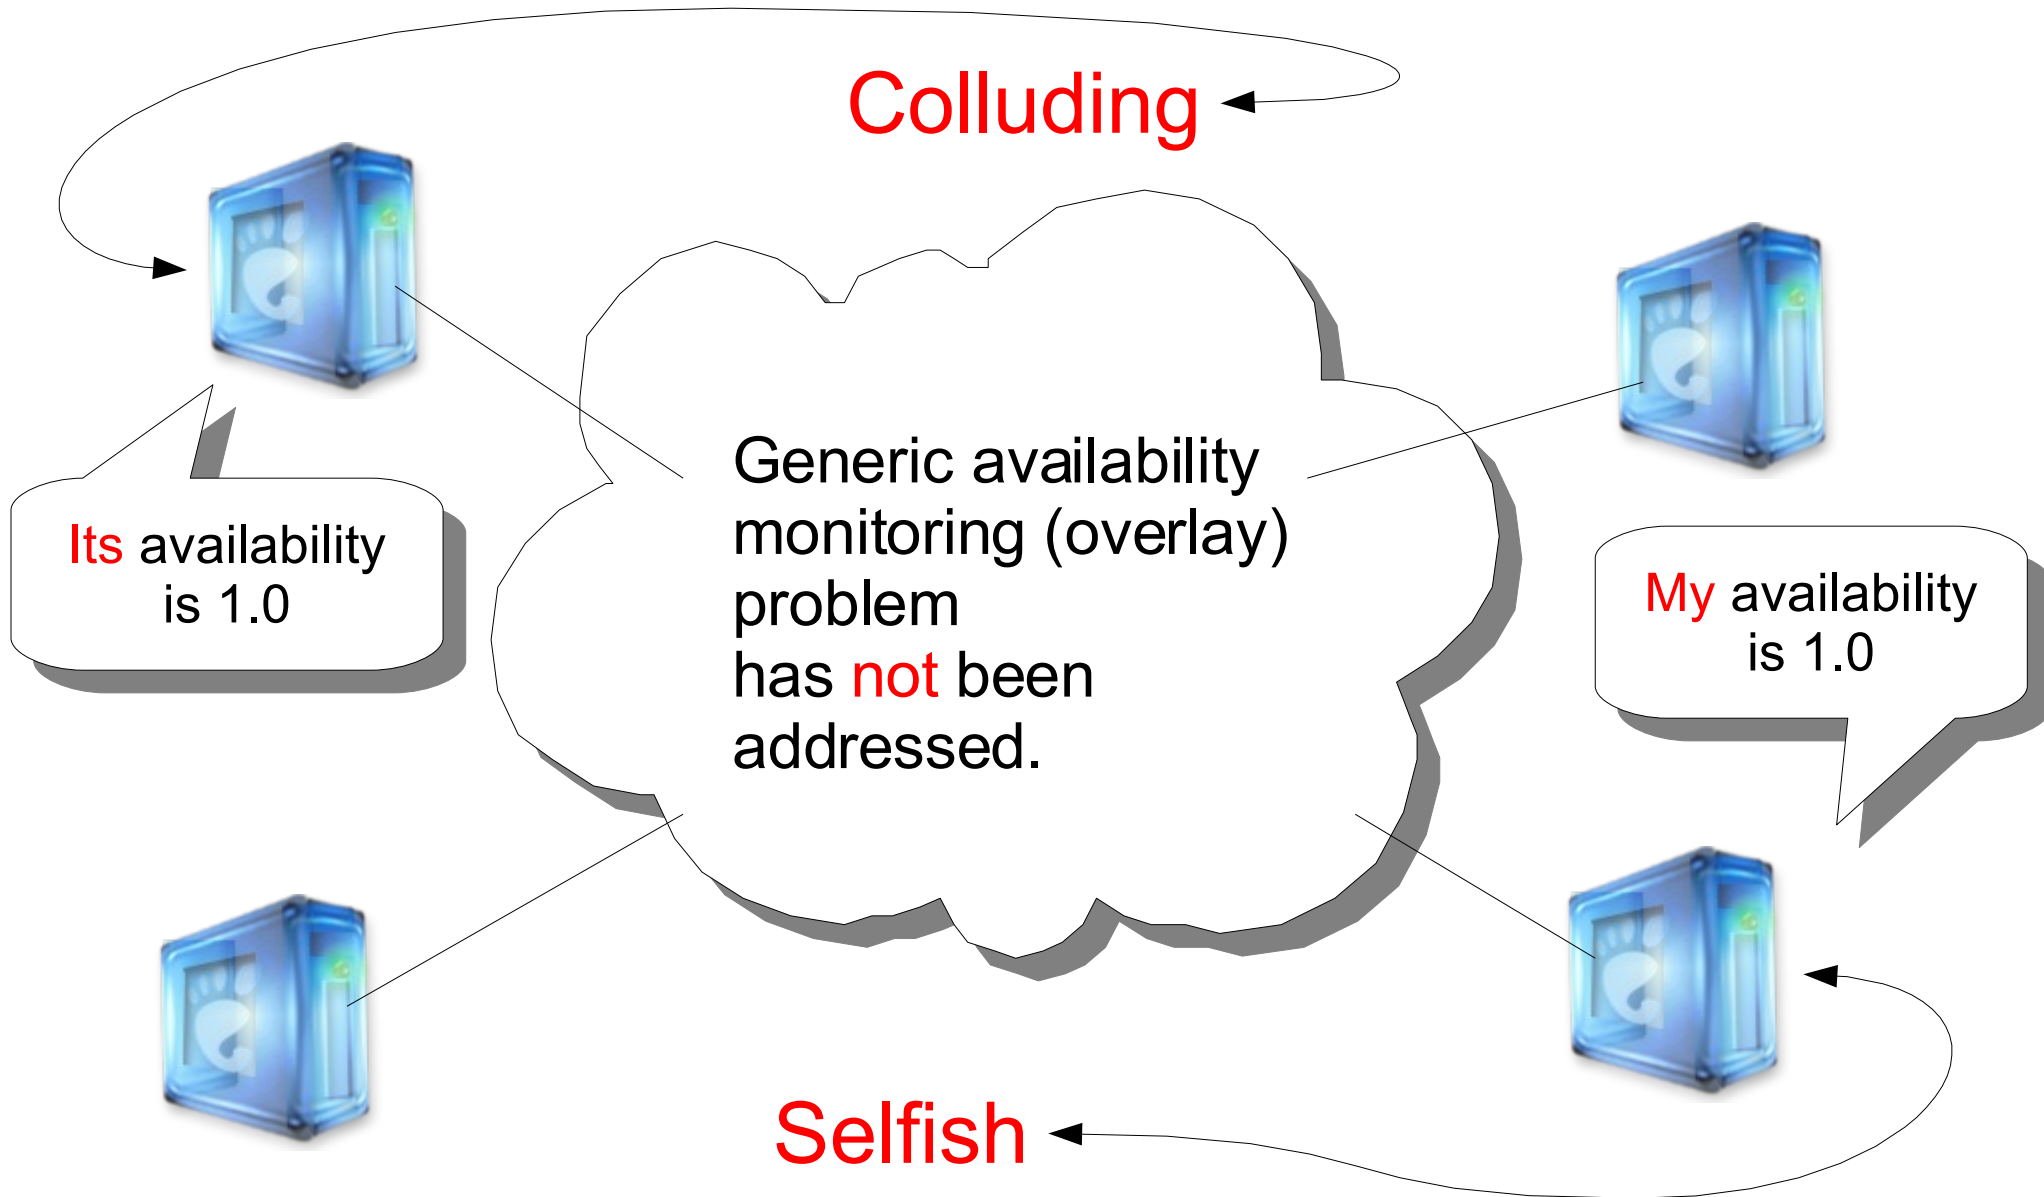 Colluding
Generic availability
monitoring (overlay)
problem
has not been
addressed.
Its availability
is 1.0
My availability
is 1.0
Selfish